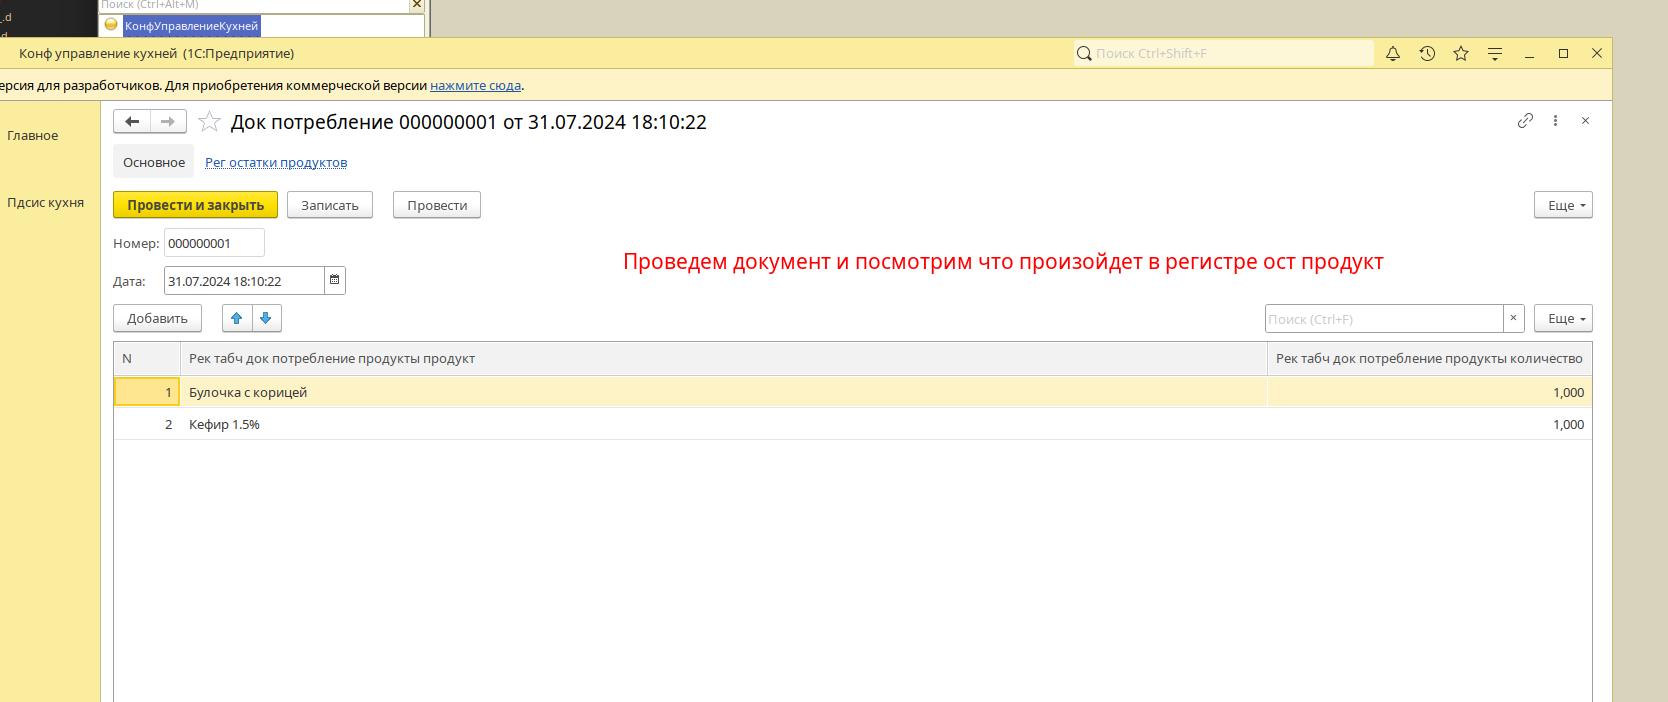 _.d
Поиск (Ctrl+Alt+M)
КонфУправлениеКухней
d
Конф управление кухней (1С:Предприятие)
Поиск Ctrl+Shift+F
ерсия для разработчиков. Для приобретения коммерческой версии нажмите сюда.
Главное
Пдсис кухня
Док потребление 000000001 от 31.07.2024 18:10:22
Основное Рег остатки продуктов
Провести и закрыть Записать Провести Еще
Номер: 000000001
Проведем документ и посмотрим что произойдет в регистре ост продукт
Дата: 31.07.2024 18:10:22
Добавить Поиск (Ctrl+F) × Еще
N Рек табч док потребление продукты продукт Рек табч док потребление продукты количество
1 Булочка с корицей 1,000
2 Кефир 1.5% 1,000